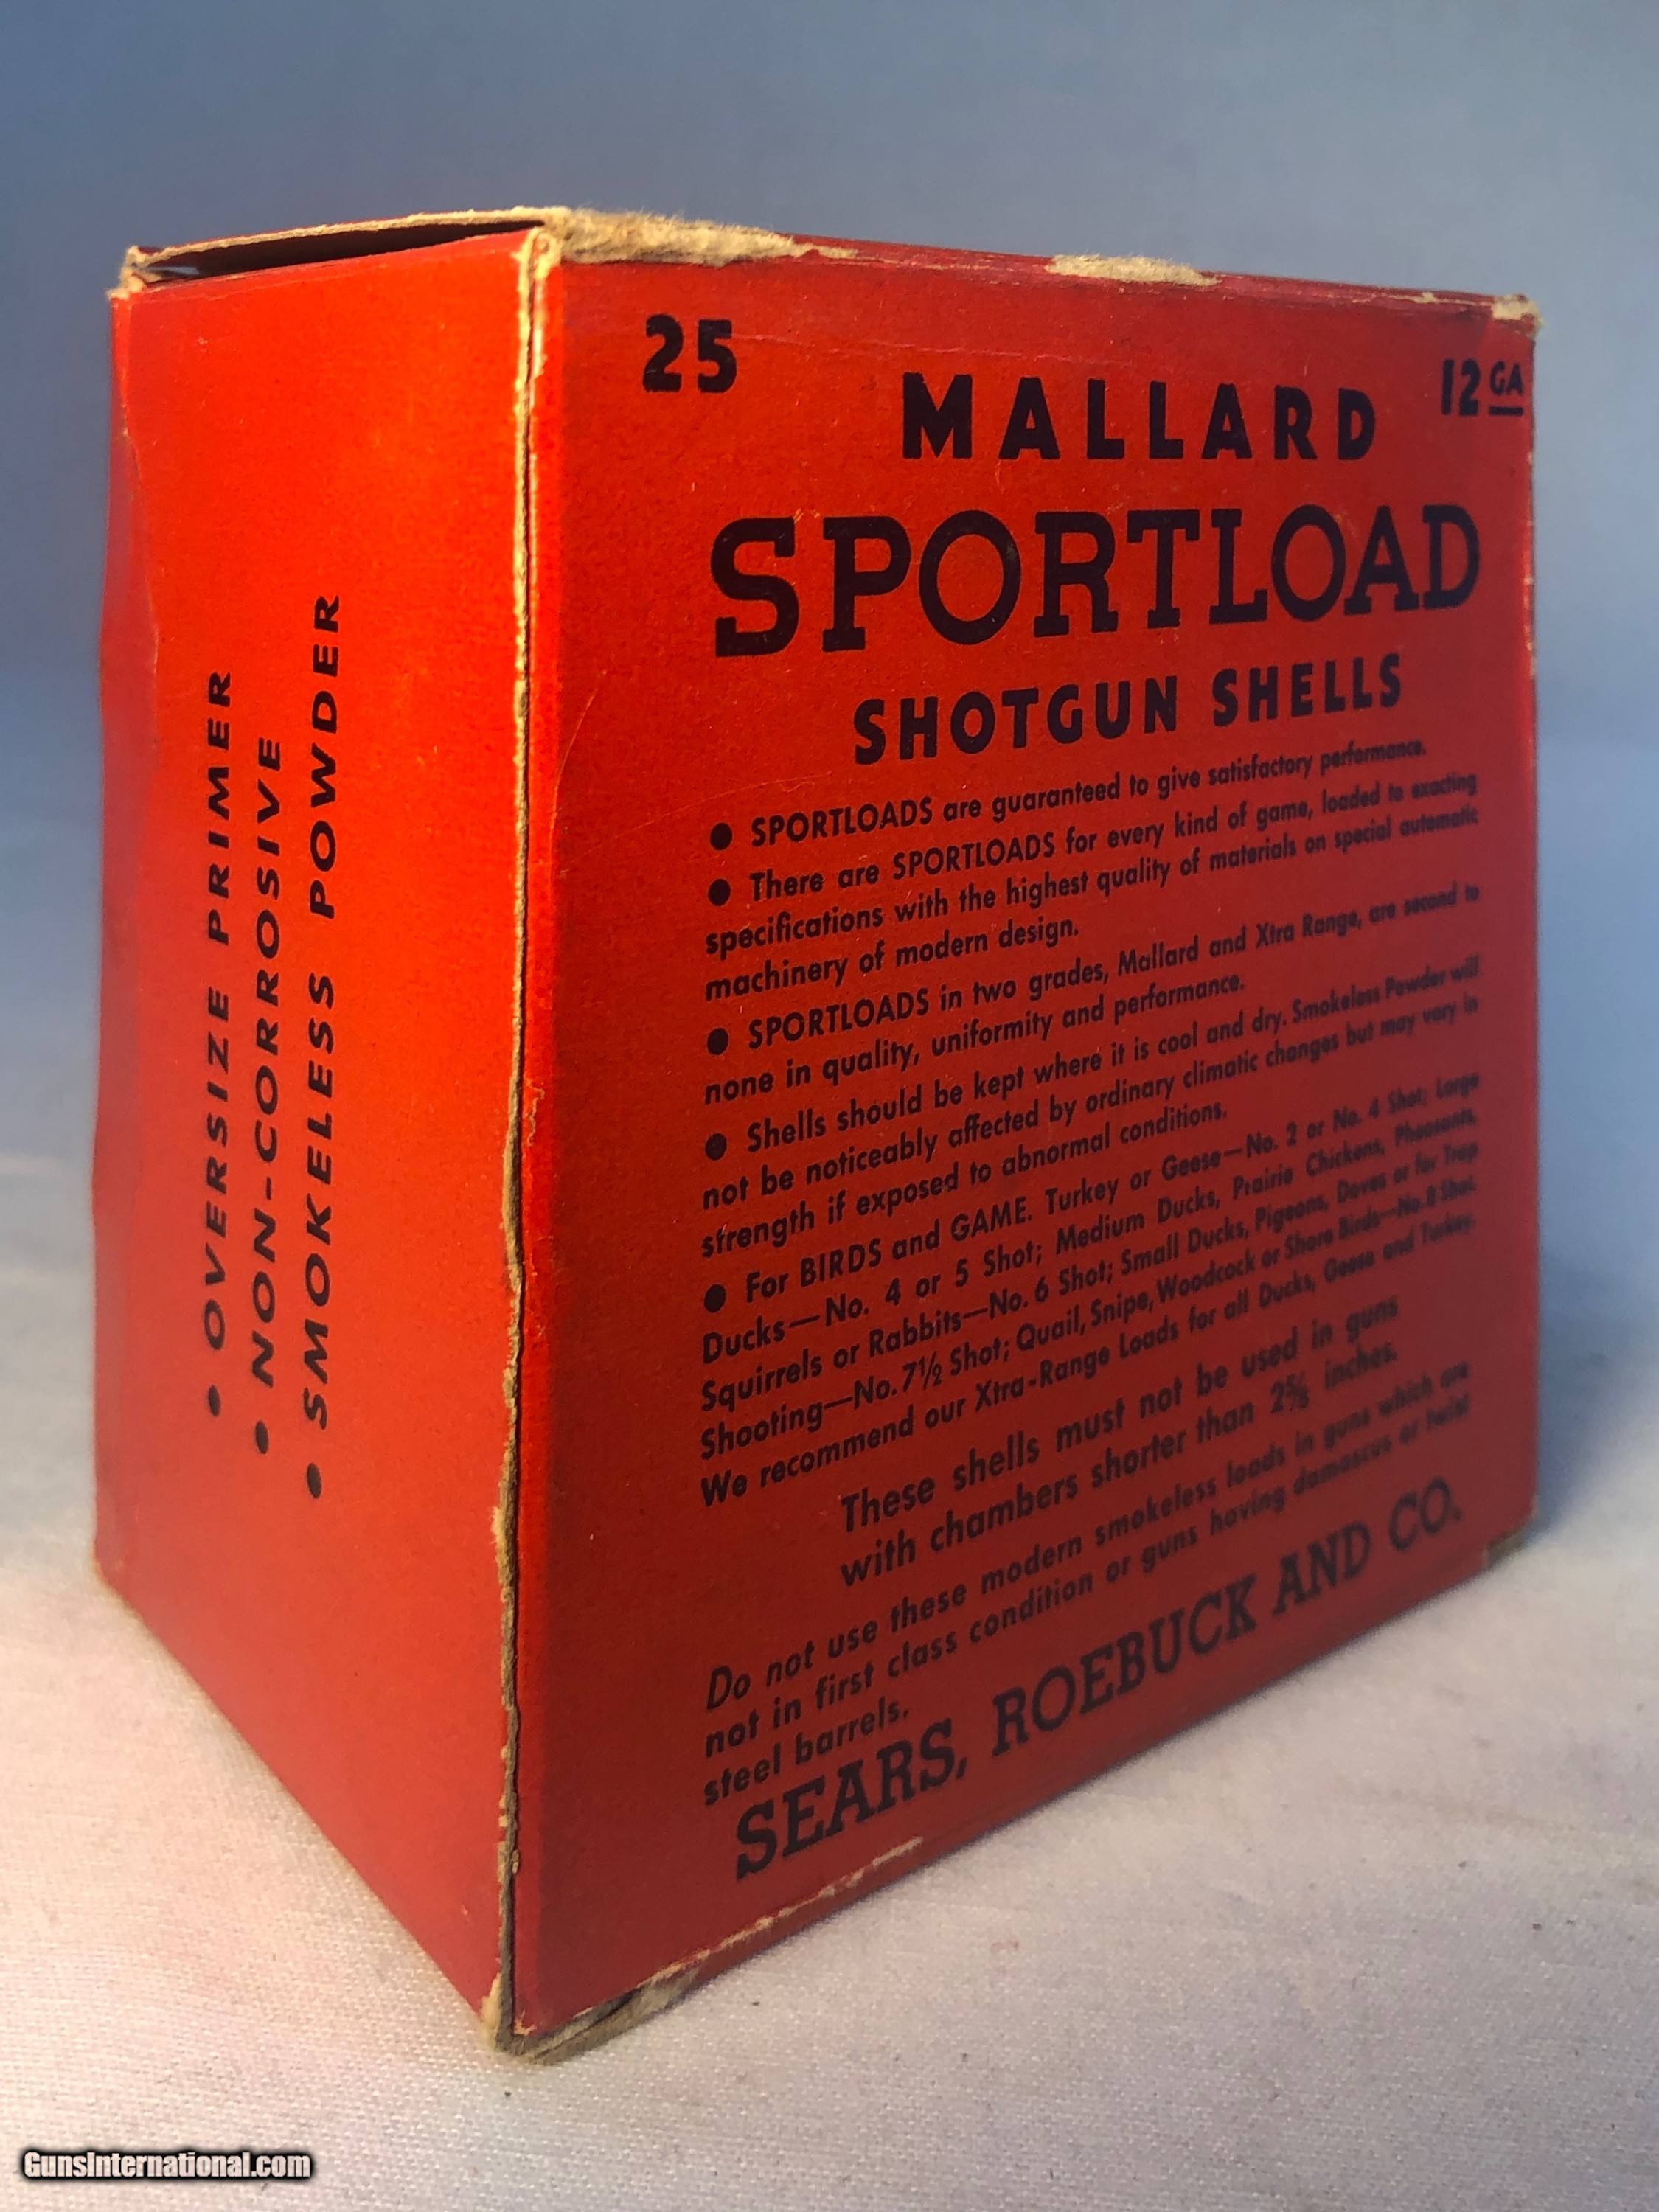 • OVERSIZE PRIMER
• NON-CORROSIVE
• SMOKELESS POWDER
25
12 GA
MALLARD
SPORTLOAD
SHOTGUN SHELLS
• SPORTLOADS are guaranteed to give satisfactory performance.
• There are SPORTLOADS for every kind of game, loaded to exacting
specifications with the highest quality of materials on special automatic
machinery of modern design.
• SPORTLOADS in two grades, Mallard and Xtra Range, are second to
none in quality, uniformity and performance.
• Shells should be kept where it is cool and dry. Smokeless Powder will
not be noticeably affected by ordinary climatic changes but may vary in
strength if exposed to abnormal conditions.
• For BIRDS and GAME. Turkey or Geese—No. 2 or No. 4 Shot; Large
Ducks—No. 4 or 5 Shot; Medium Ducks, Prairie Chickens, Pheasants,
Squirrels or Rabbits—No. 6 Shot; Small Ducks, Pigeons, Doves or for Trap
Shooting—No. 7½ Shot; Quail, Snipe, Woodcock or Shore Birds—No. 8 Shot.
We recommend our Xtra-Range Loads for all Ducks, Geese and Turkey.
These shells must not be used in guns
with chambers shorter than 2⅝ inches.
Do not use these modern smokeless loads in guns which are
not in first class condition or guns having damascus or twist
steel barrels.
SEARS, ROEBUCK AND CO.
GunsInternational.com